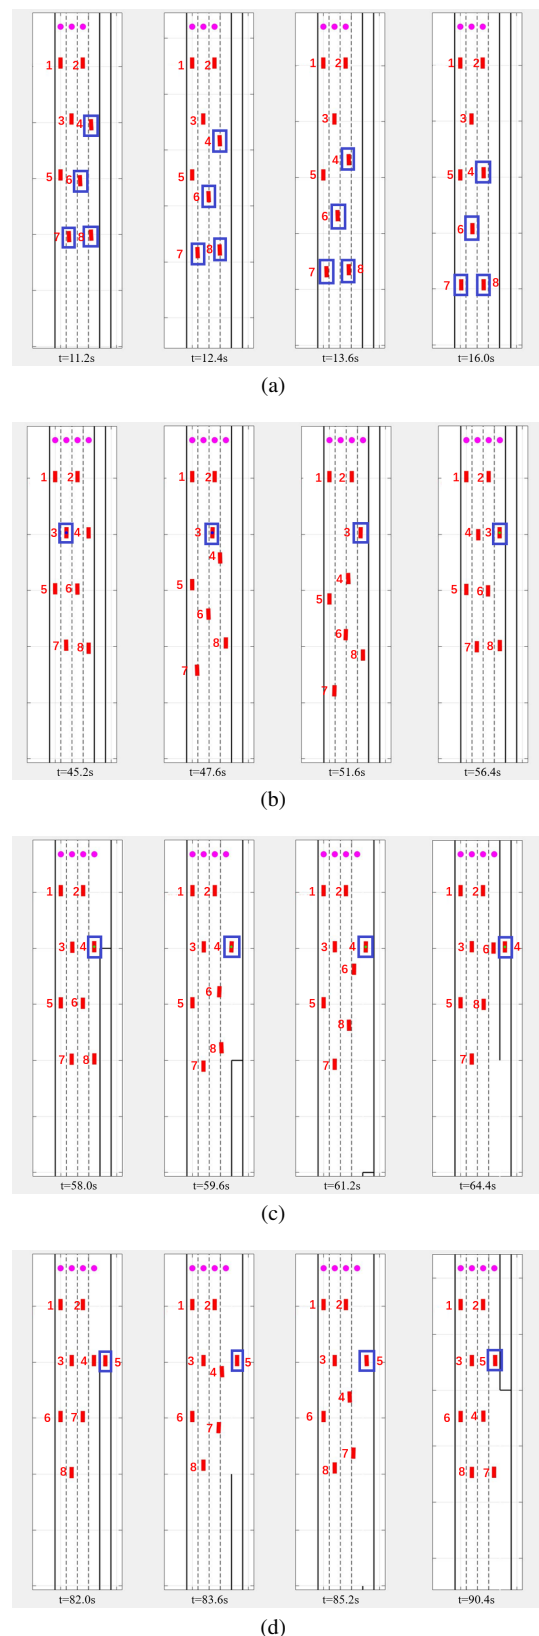 1 2 1 2 1 2 1 2
3 4 3 4 3 4 3 4
5 6 5 6 5 6 5 6
7 8 7 8 7 8 7 8
t=11.2s t=12.4s t=13.6s t=16.0s
(a)
1 2 1 2 1 2 1 2
3 4 3 4 3 4 4 3
5 6 5 6 5 6 5 6
7 8 7 8 7 8 7 8
t=45.2s t=47.6s t=51.6s t=56.4s
(b)
1 2 1 2 1 2 1 2
3 4 3 4 3 4 3 6 4
5 6 5 6 5 6 5 8
7 8 7 8 7 8 7
t=58.0s t=59.6s t=61.2s t=64.4s
(c)
1 2 1 2 1 2 1 2
3 4 5 3 4 5 3 4 5 3 5
6 7 6 7 6 7 6 4
8 8 8 8 7
t=82.0s t=83.6s t=85.2s t=90.4s
(d)